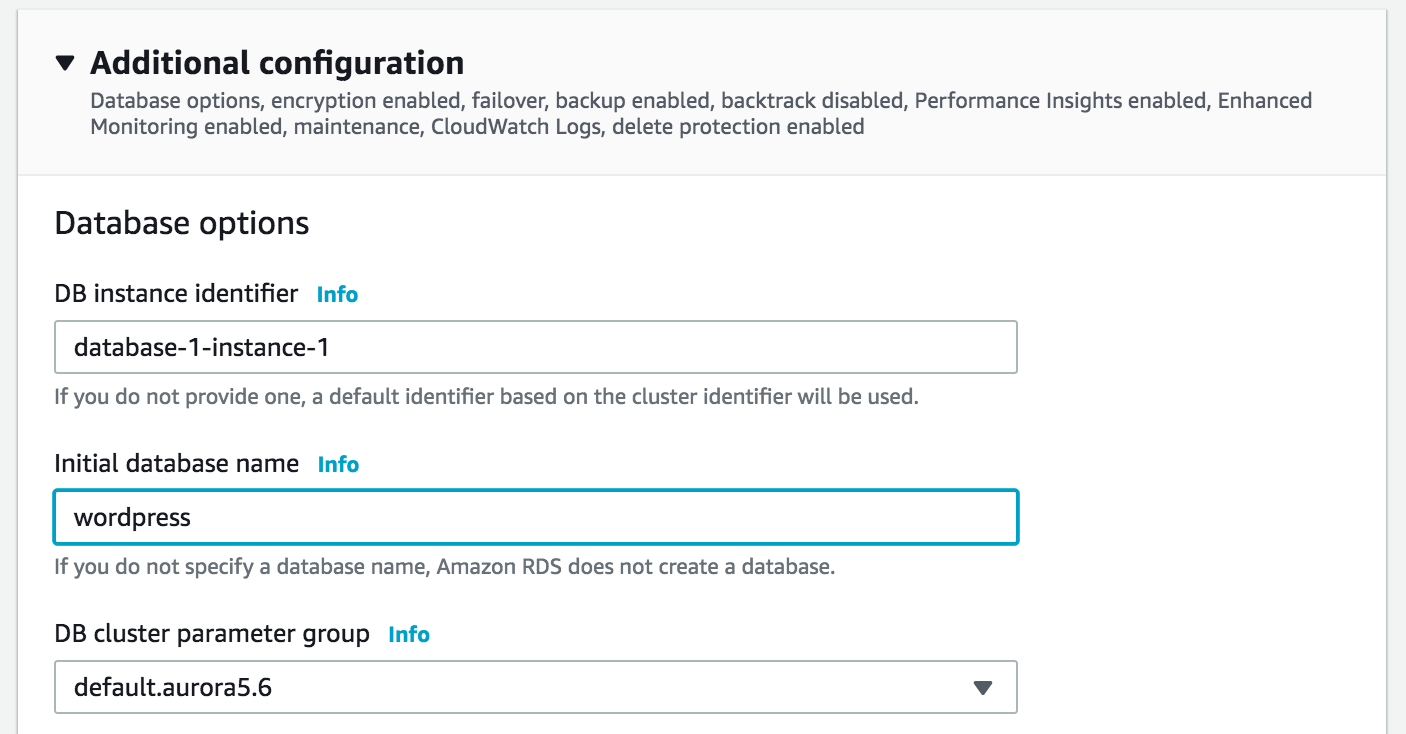 Additional configuration
Database options, encryption enabled, failover, backup enabled, backtrack disabled, Performance Insights enabled, Enhanced
Monitoring enabled, maintenance, CloudWatch Logs, delete protection enabled
Database options
DB instance identifier Info
database-1-instance-1
If you do not provide one, a default identifier based on the cluster identifier will be used.
Initial database name Info
wordpress
If you do not specify a database name, Amazon RDS does not create a database.
DB cluster parameter group Info
default.aurora5.6